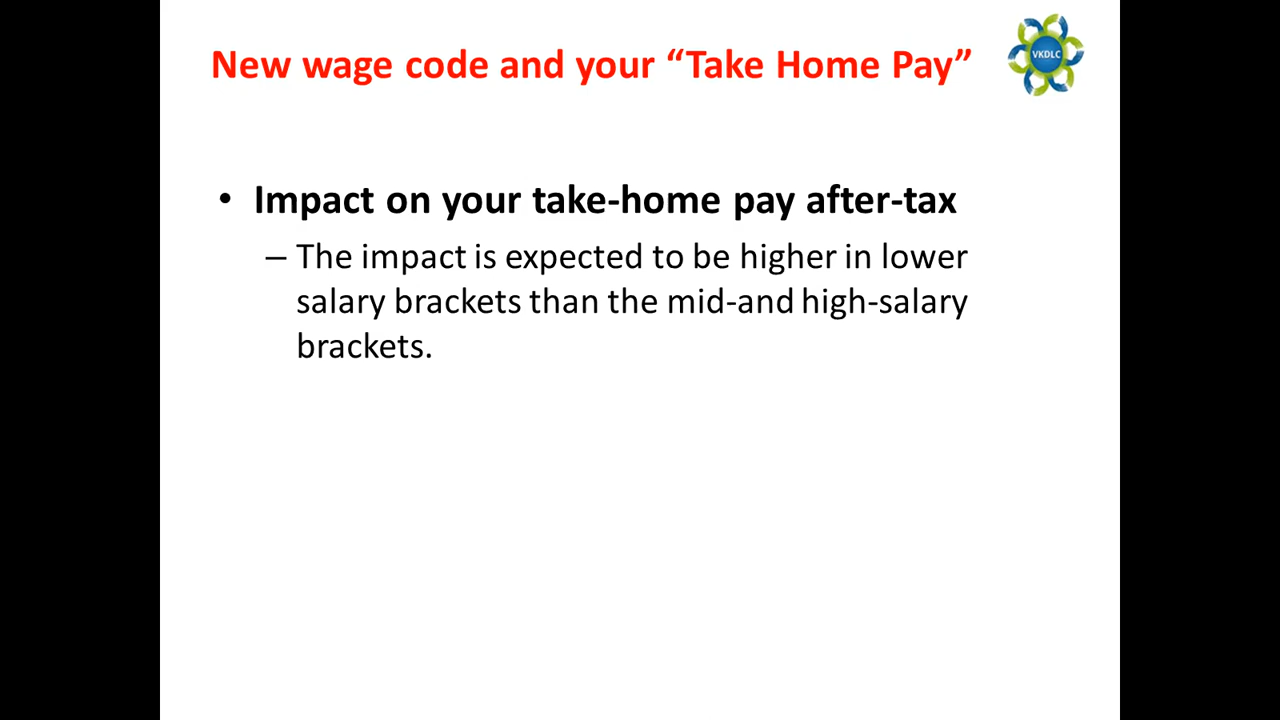 New wage code and your “Take Home Pay”
VKDLC
• Impact on your take-home pay after-tax
– The impact is expected to be higher in lower
salary brackets than the mid-and high-salary
brackets.